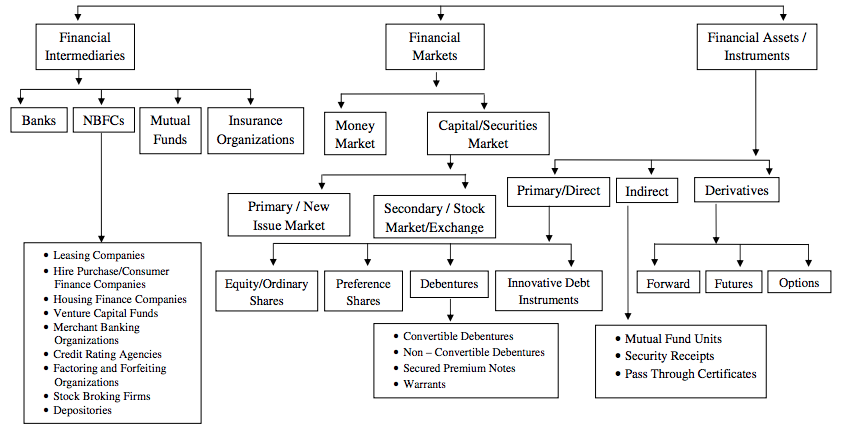 Financial
Intermediaries
Financial
Markets
Financial Assets /
Instruments
Banks
NBFCs
Mutual
Funds
Insurance
Organizations
Money
Market
Capital/Securities
Market
Primary / New
Issue Market
Secondary / Stock
Market/Exchange
Primary/Direct
Indirect
Derivatives
Equity/Ordinary
Shares
Preference
Shares
Debentures
Innovative Debt
Instruments
Forward
Futures
Options
• Leasing Companies
• Hire Purchase/Consumer
Finance Companies
• Housing Finance Companies
• Venture Capital Funds
• Merchant Banking
Organizations
• Credit Rating Agencies
• Factoring and Forfeiting
Organizations
• Stock Broking Firms
• Depositories
• Convertible Debentures
• Non – Convertible Debentures
• Secured Premium Notes
• Warrants
• Mutual Fund Units
• Security Receipts
• Pass Through Certificates